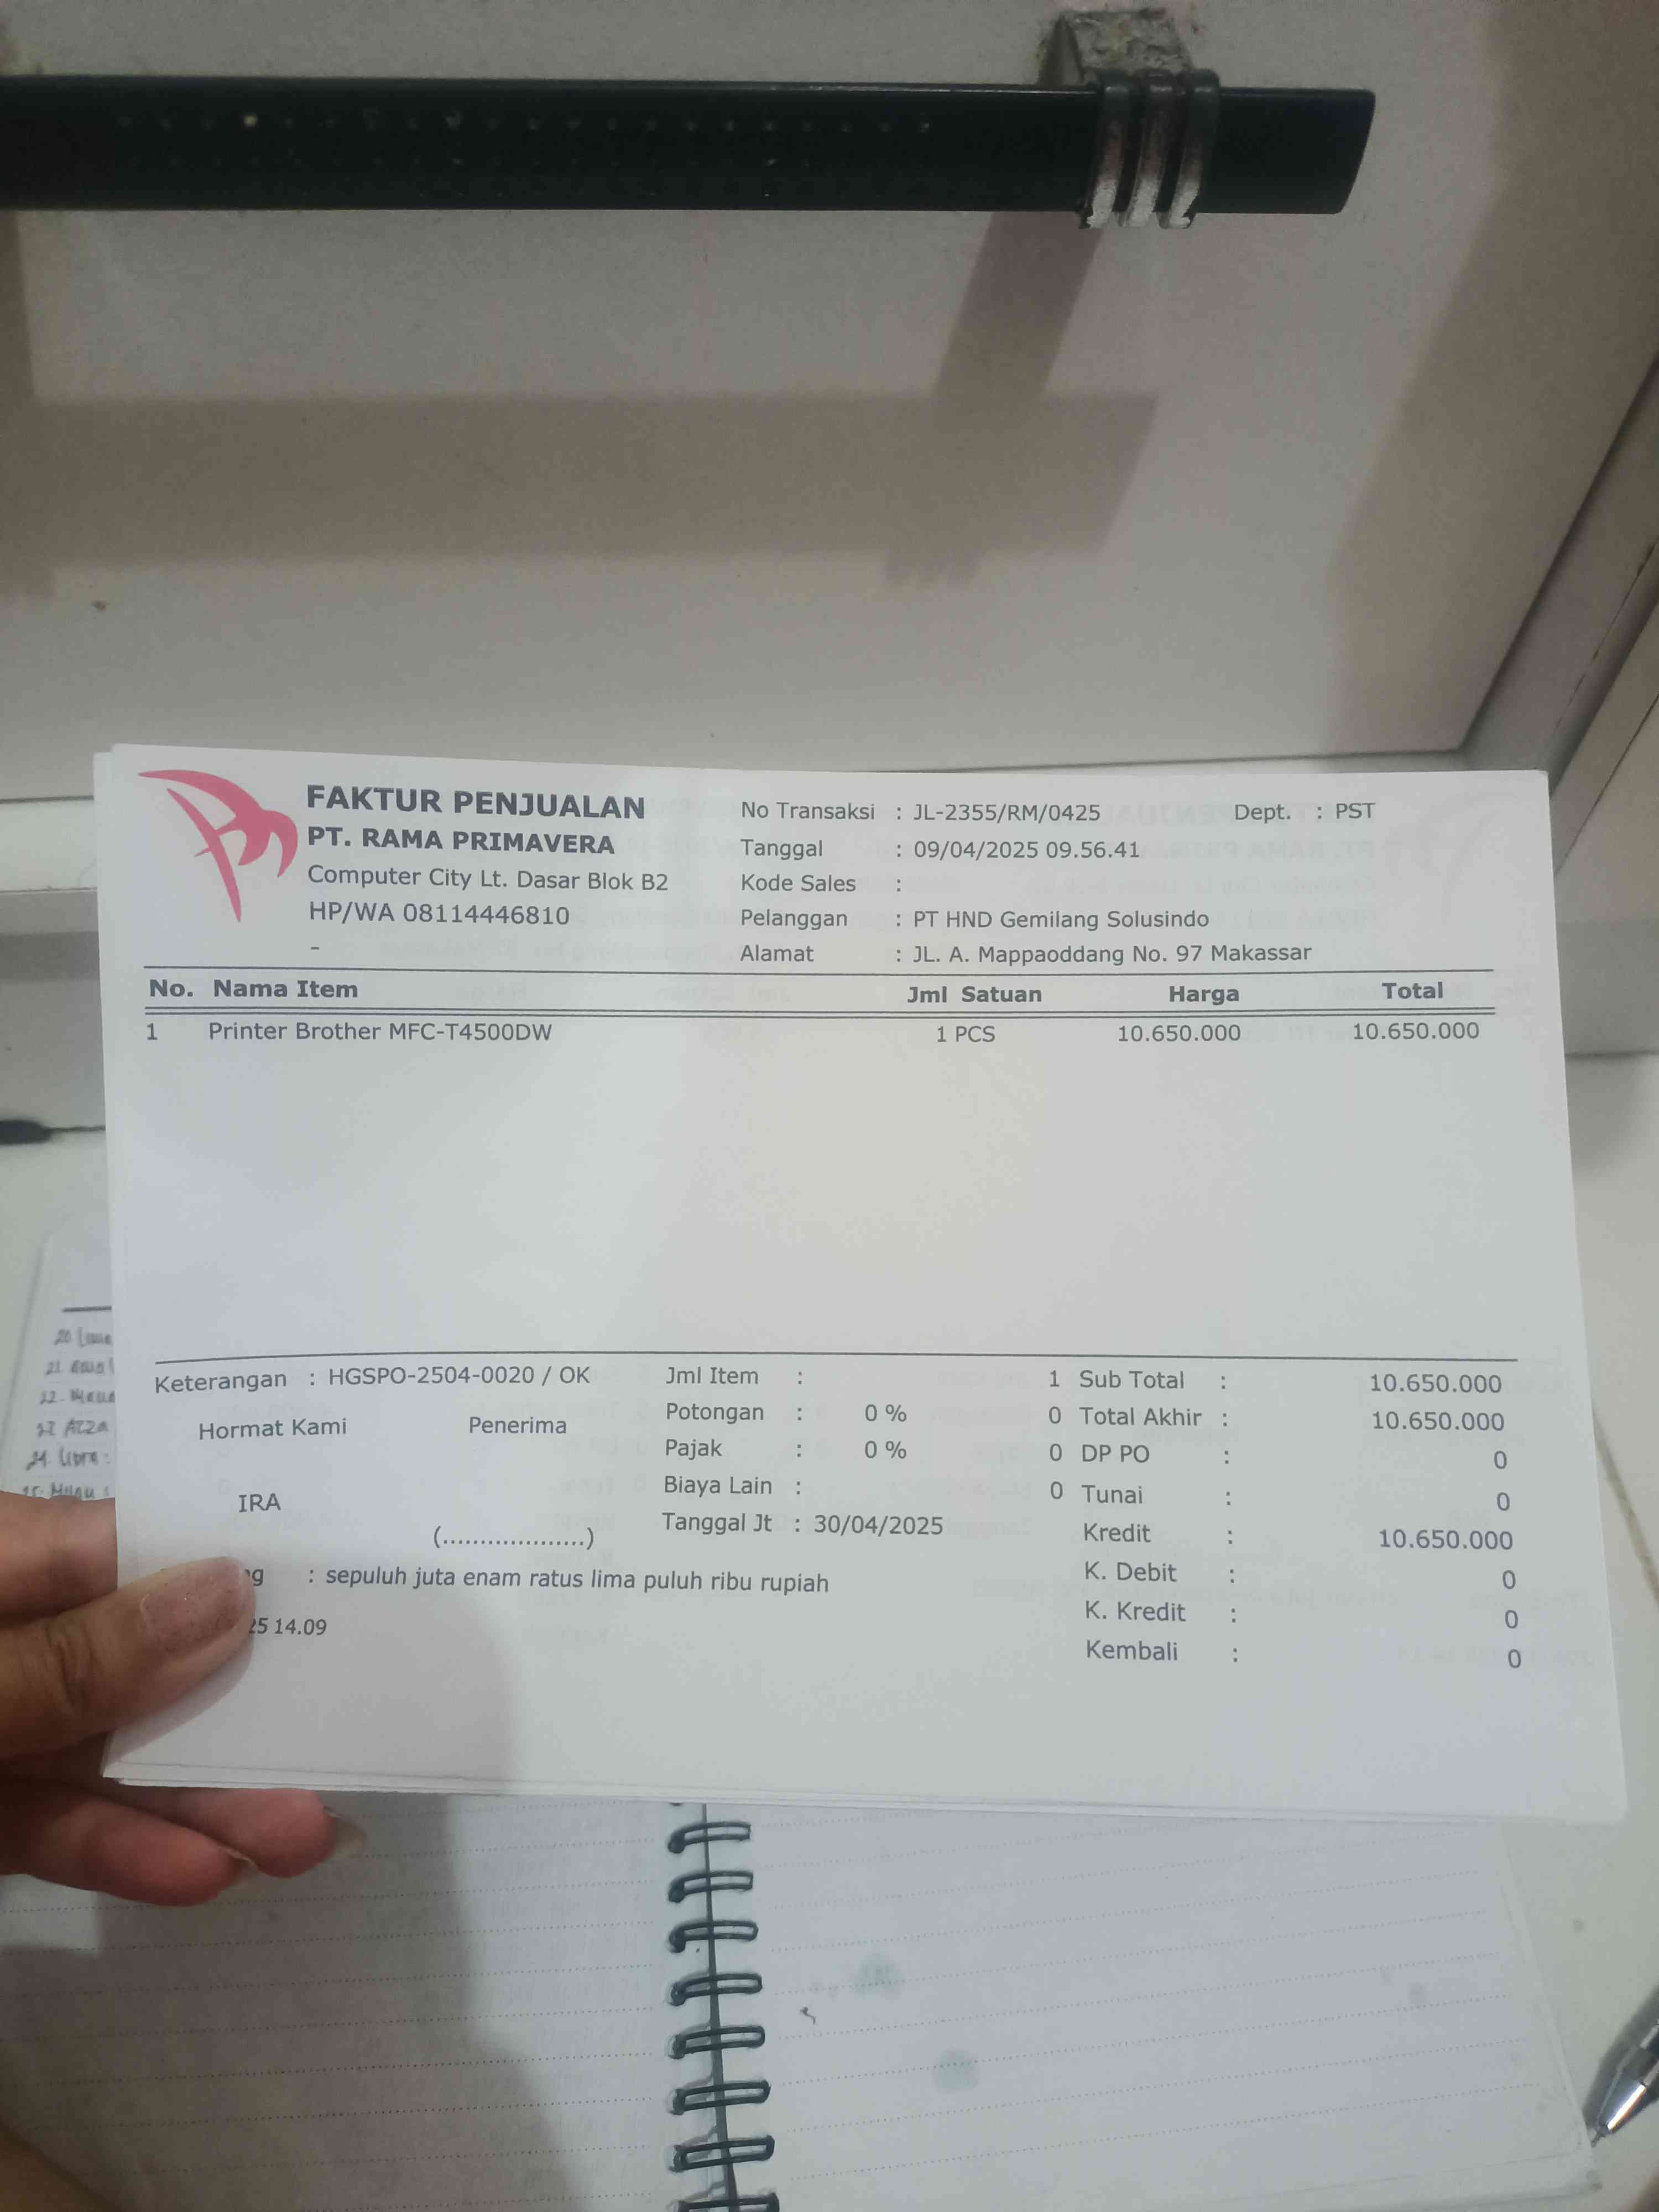 FAKTUR PENJUALAN
PT. RAMA PRIMAVERA
Computer City Lt. Dasar Blok B2
HP/WA 08114446810
-
No Transaksi : JL-2355/RM/0425 Dept. : PST
Tanggal : 09/04/2025 09.56.41
Kode Sales :
Pelanggan : PT HND Gemilang Solusindo
Alamat : JL. A. Mappaoddang No. 97 Makassar
No. Nama Item Jml Satuan Harga Total
1 Printer Brother MFC-T4500DW 1 PCS 10.650.000 10.650.000
Keterangan : HGSPO-2504-0020 / OK
Hormat Kami Penerima
IRA
(...................)
: sepuluh juta enam ratus lima puluh ribu rupiah
14.09
Jml Item : 1
Potongan : 0 % 0
Pajak : 0 % 0
Biaya Lain : 0
Tanggal Jt : 30/04/2025
Sub Total : 10.650.000
Total Akhir : 10.650.000
DP PO : 0
Tunai : 0
Kredit : 10.650.000
K. Debit : 0
K. Kredit : 0
Kembali : 0
20
21
22.